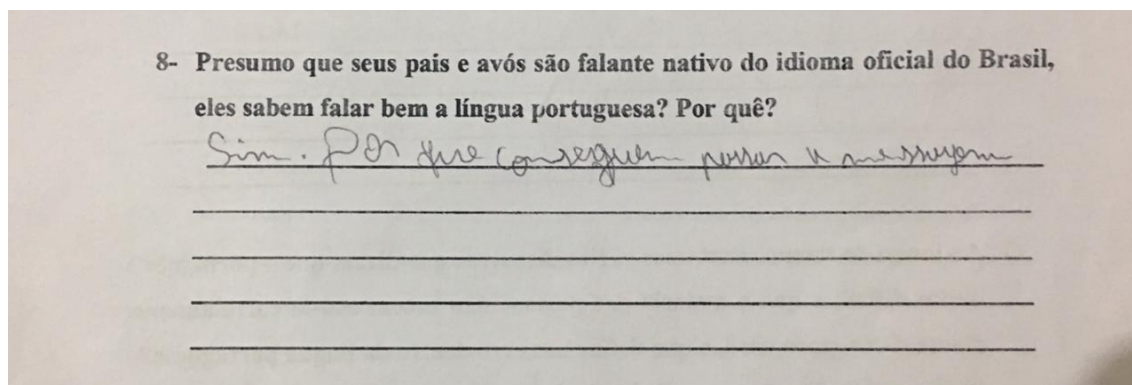 8- Presumo que seus pais e avós são falante nativo do idioma oficial do Brasil,
eles sabem falar bem a língua portuguesa? Por quê?
Sim. Por que conseguem passar a mensagem